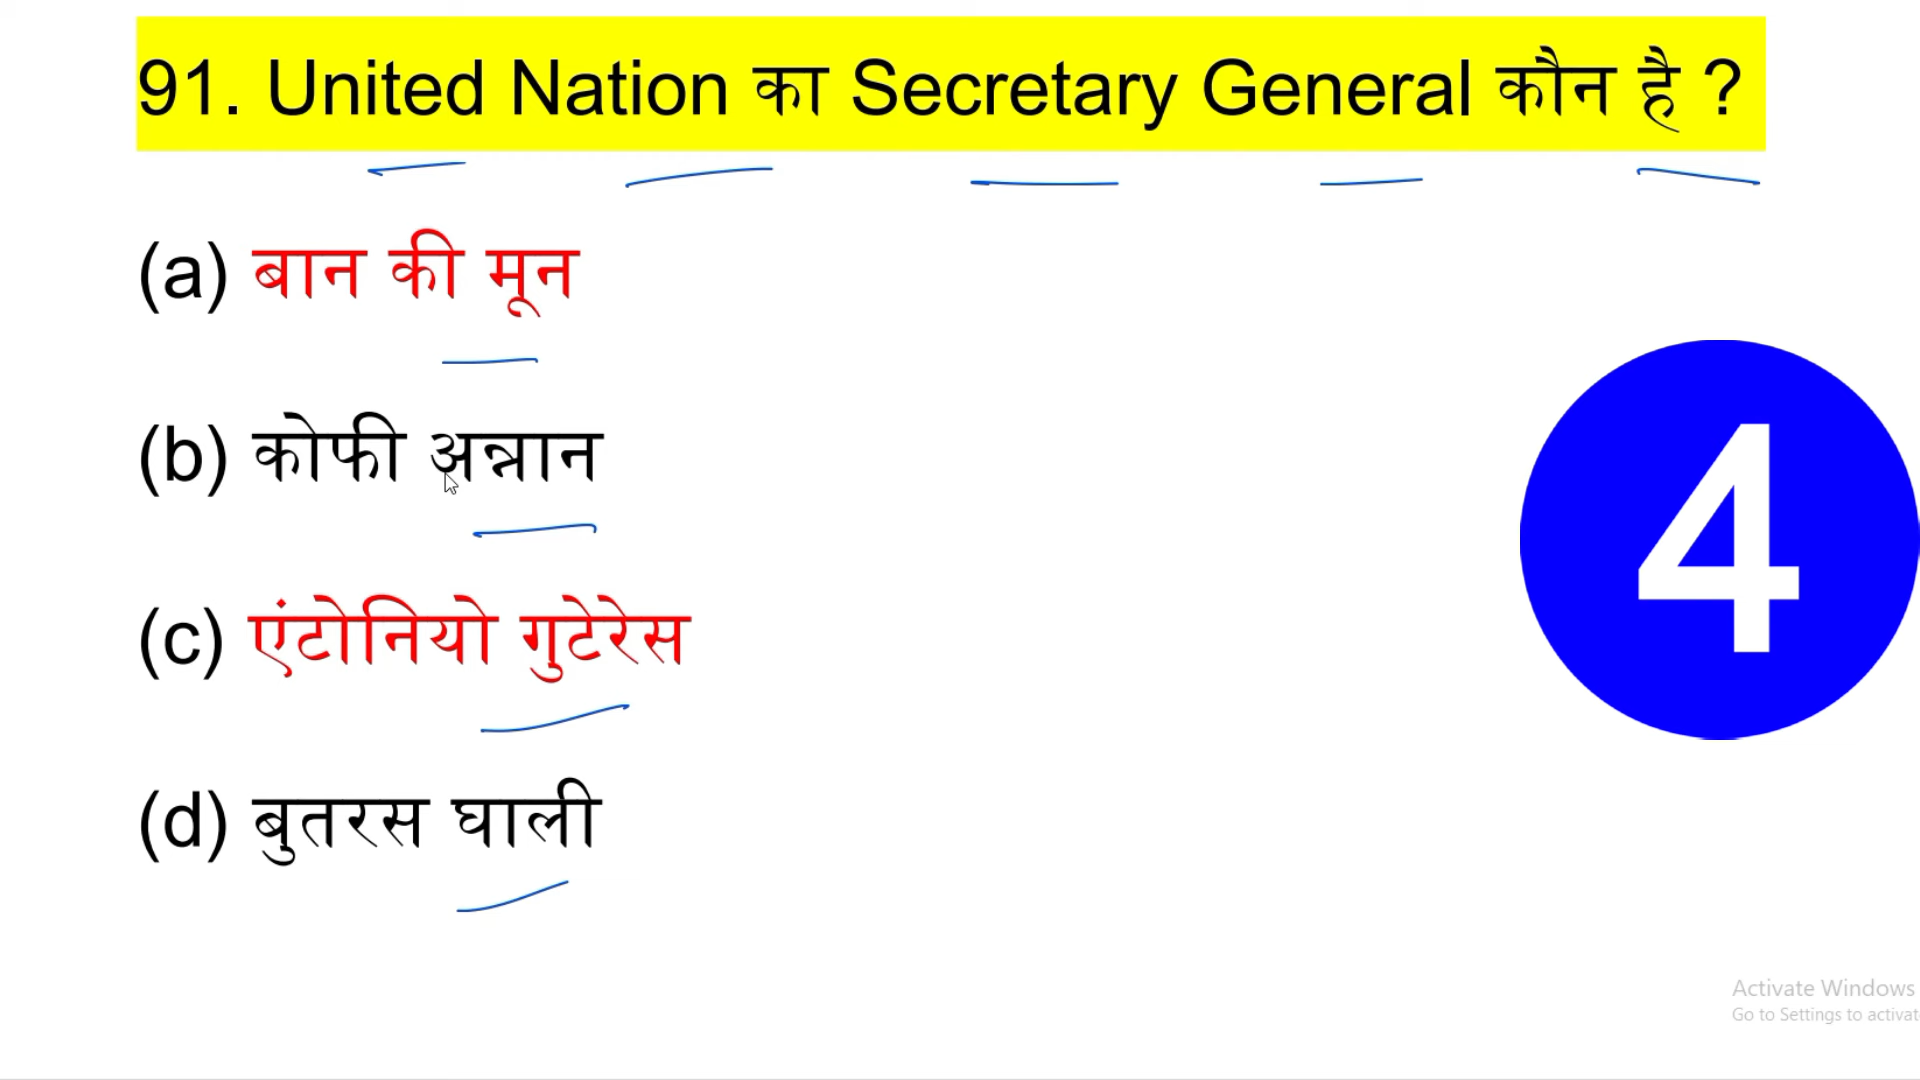 91. United Nation का Secretary General कौन है ?
(a) बान की मून
(b) कोफी अन्नान
(c) एंटोनियो गुटेरेस
4
(d) बुतरस घाली
Activate Windows
Go to Settings to activat